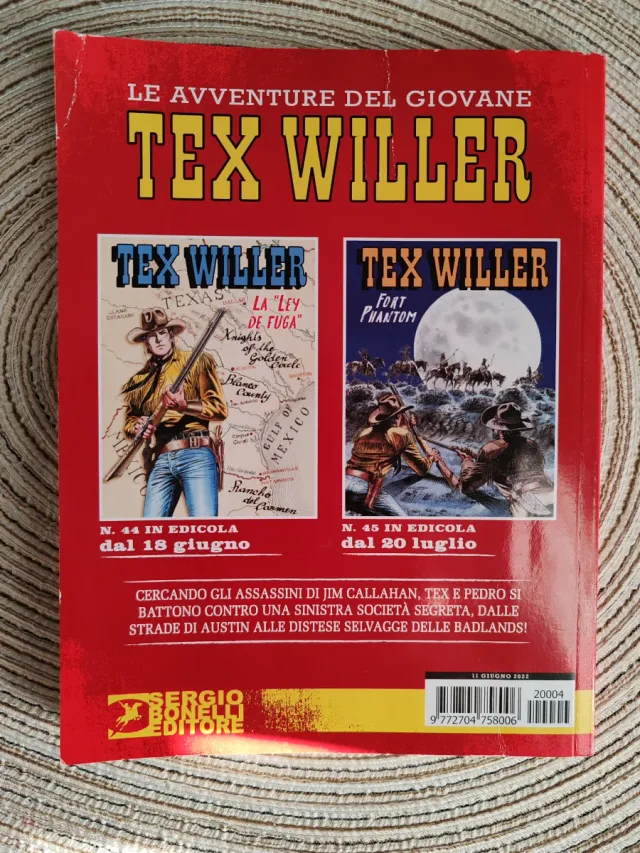 LE AVVENTURE DEL GIOVANE
TEX WILLER
TEX WILLER
LA "LEY
DE FUGA"
TEXAS
DALLAS
Knights of the
Golden Circle
Blanco
County
GULF OF
MEXICO
Rancho
del Carmen
N. 44 IN EDICOLA
dal 18 giugno
TEX WILLER
FORT
PHANTOM
N. 45 IN EDICOLA
dal 20 luglio
CERCANDO GLI ASSASSINI DI JIM CALLAHAN, TEX E PEDRO SI
BATTONO CONTRO UNA SINISTRA SOCIETÀ SEGRETA, DALLE
STRADE DI AUSTIN ALLE DISTESE SELVAGGE DELLE BADLANDS!
SERGIO
BONELLI
EDITORE
11 GIUGNO 2022
20004
9 772704 758006